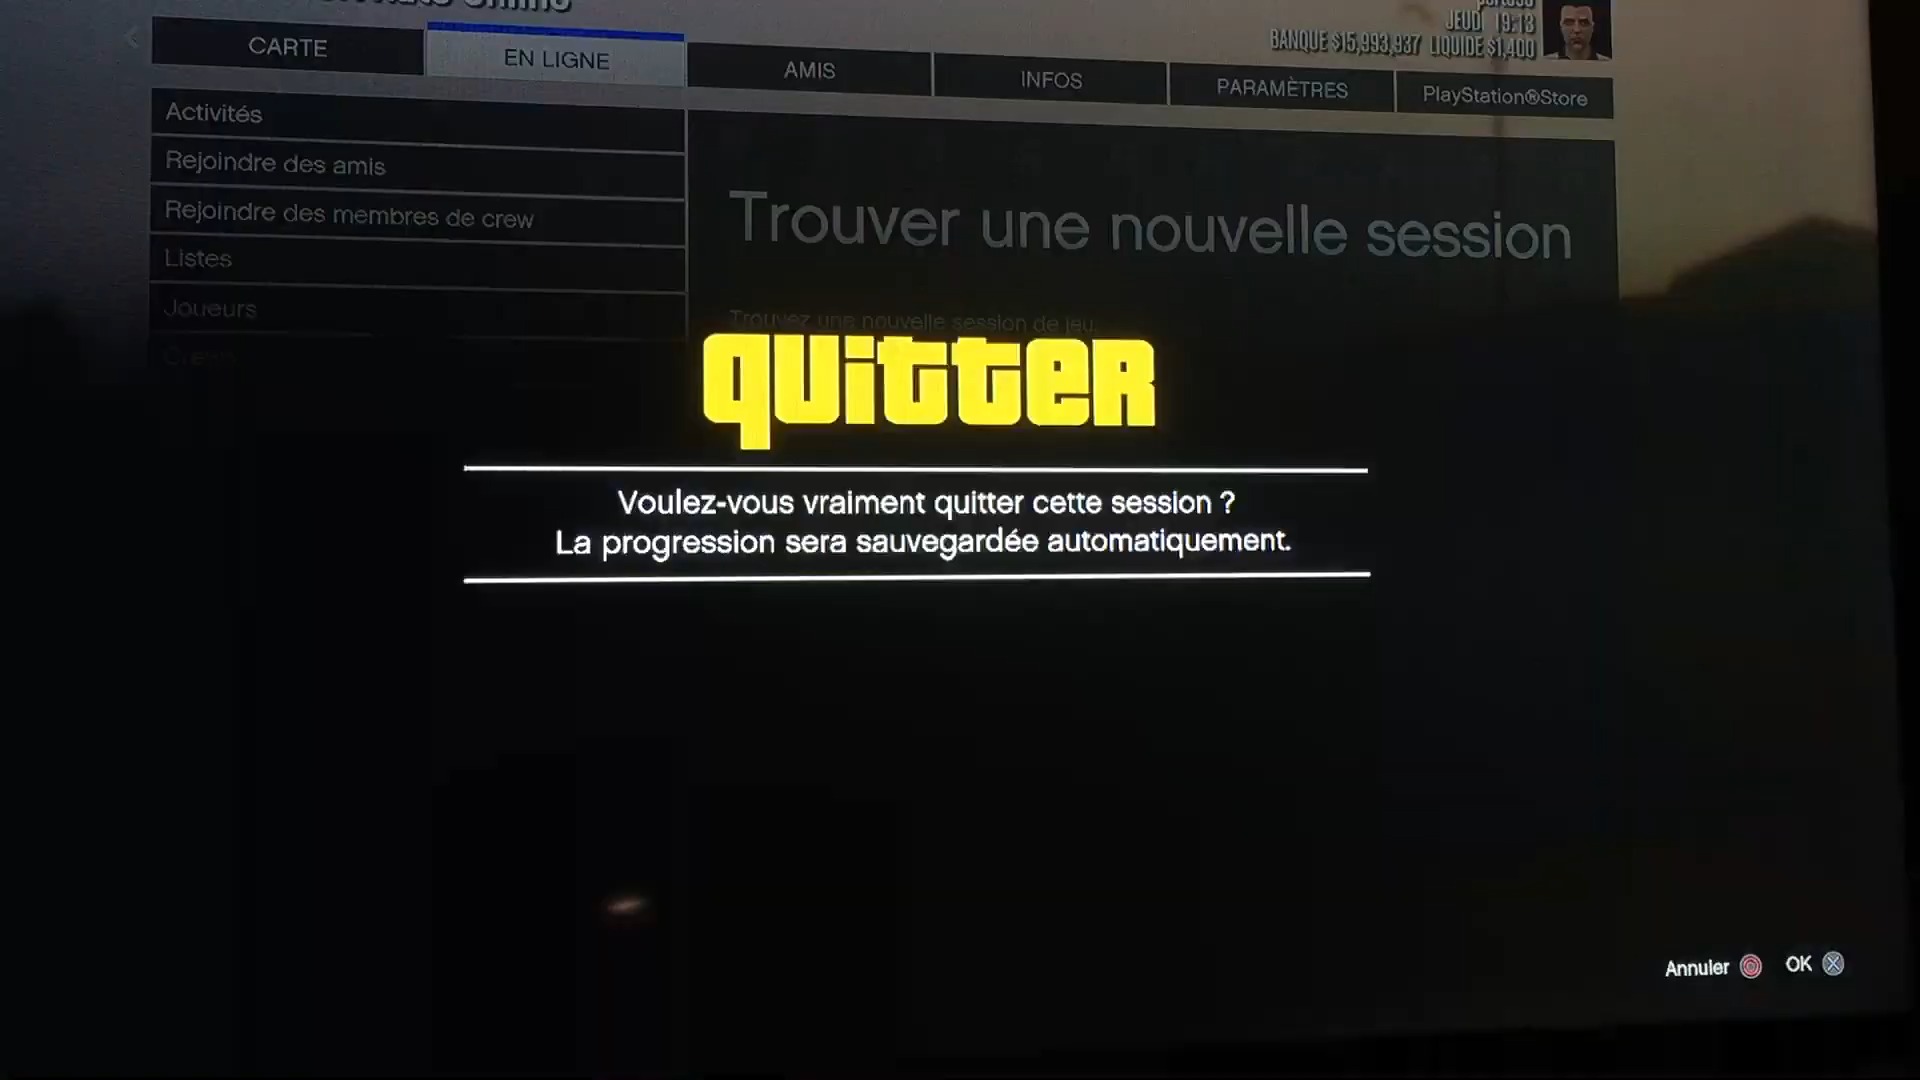 Online
JEUDI 19:13
BANQUE $15,993,937 LIQUIDE $1,400
CARTE
EN LIGNE
AMIS
INFOS
PARAMÈTRES
PlayStation®Store
Activités
Rejoindre des amis
Rejoindre des membres de crew
Listes
Joueurs
Trouver une nouvelle session
Trouvez une nouvelle session de jeu.
quitter
Voulez-vous vraiment quitter cette session ?
La progression sera sauvegardée automatiquement.
Annuler OK